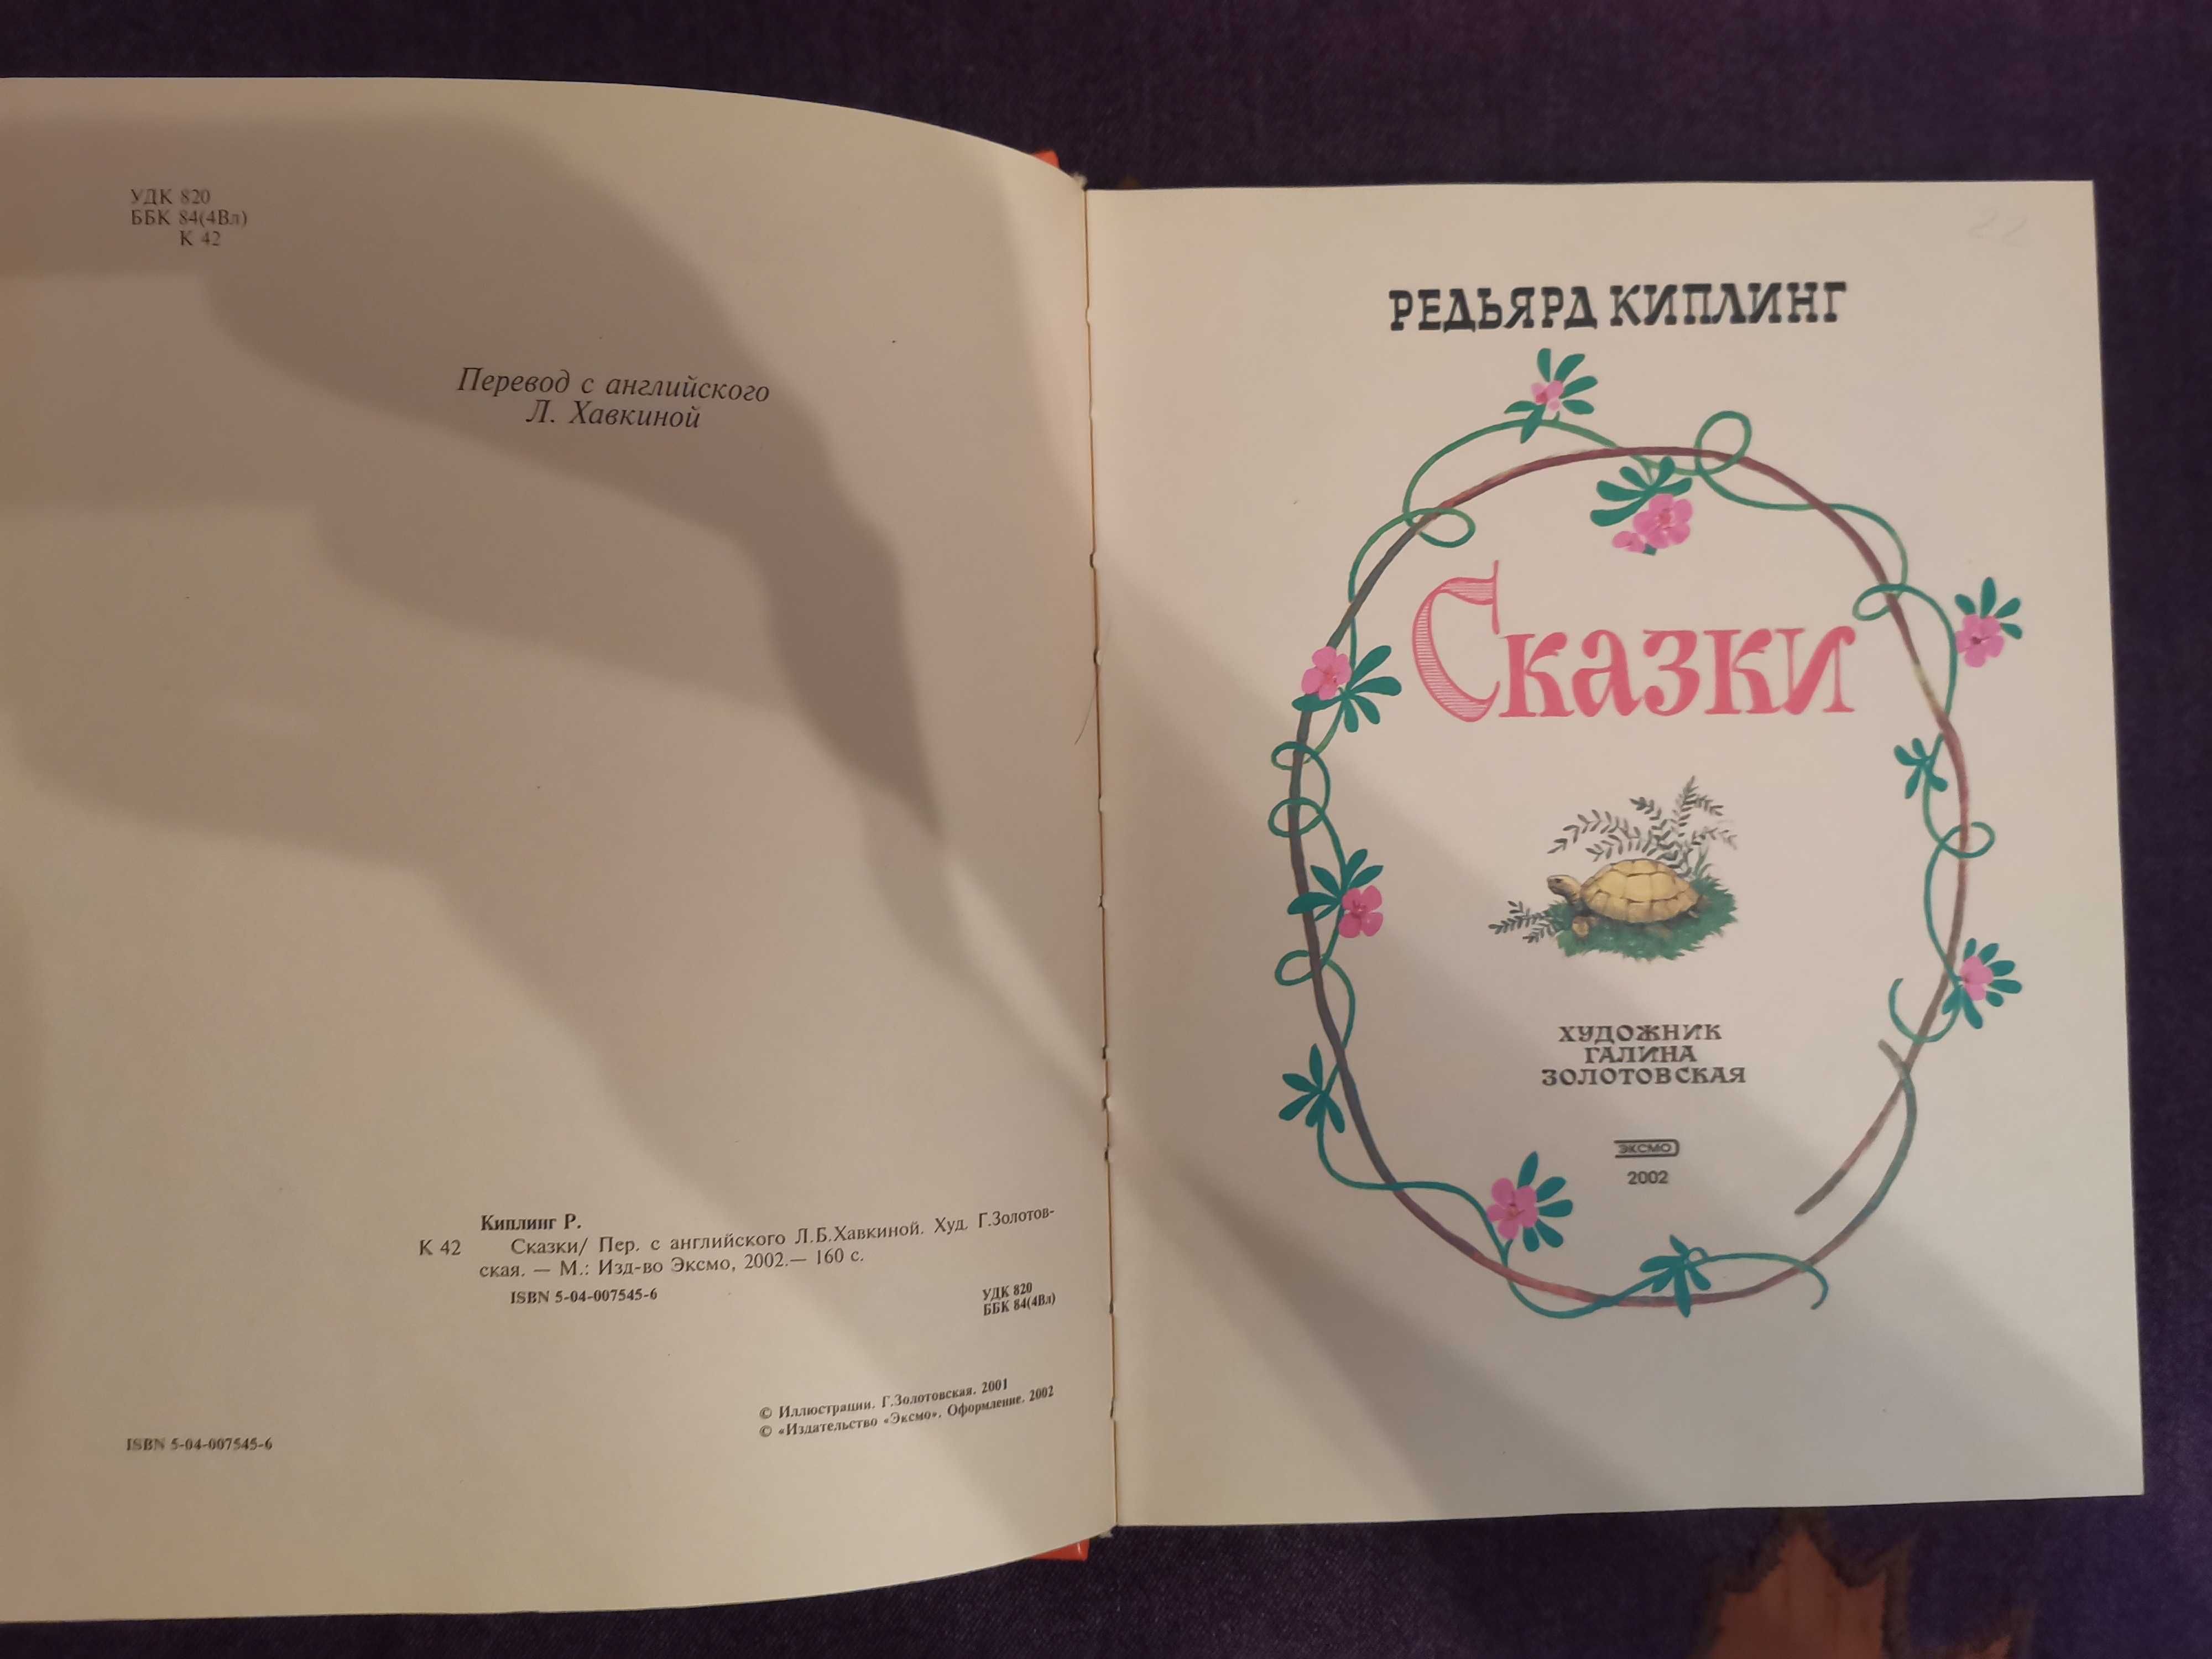 УДК 820
ББК 84(4Вл)
К 42
Перевод с английского
Л. Хавкиной
Киплинг Р.
К 42 Сказки/ Пер. с английского Л.Б.Хавкиной. Худ. Г.Золотов-
ская. — М.: Изд-во Эксмо, 2002.— 160 с.
ISBN 5-04-007545-6
УДК 820
ББК 84(4Вл)
© Иллюстрации. Г.Золотовская. 2001
© «Издательство «Эксмо». Оформление. 2002
ISBN 5-04-007545-6
РЕДЬЯРД КИПЛИНГ
Сказки
ХУДОЖНИК
ГАЛИНА
ЗОЛОТОВСКАЯ
ЭКСМО
2002